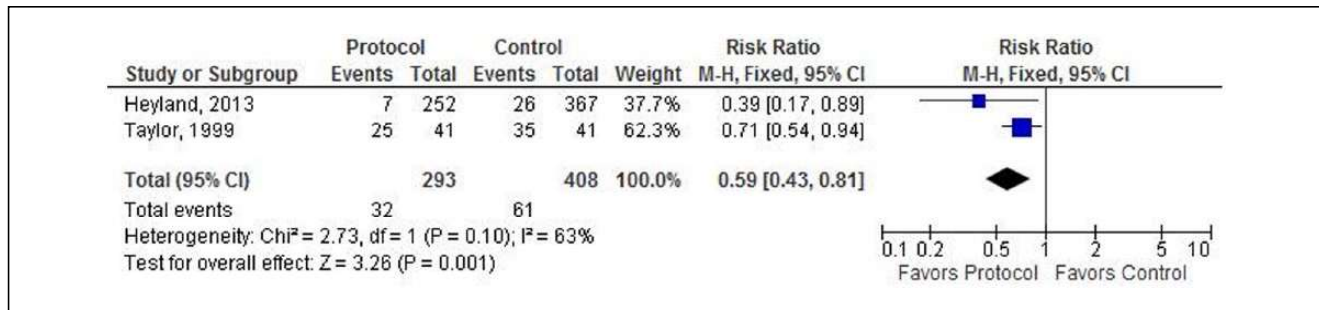 Protocol Control Risk Ratio Risk Ratio
Study or Subgroup Events Total Events Total Weight M-H, Fixed, 95% CI M-H, Fixed, 95% CI
Heyland, 2013 7 252 26 367 37.7% 0.39 [0.17, 0.89]
Taylor, 1999 25 41 35 41 62.3% 0.71 [0.54, 0.94]
Total (95% CI) 293 408 100.0% 0.59 [0.43, 0.81]
Total events 32 61
Heterogeneity: Chi² = 2.73, df = 1 (P = 0.10); I² = 63%
Test for overall effect: Z = 3.26 (P = 0.001)
0.1 0.2 0.5 1 2 5 10
Favors Protocol Favors Control